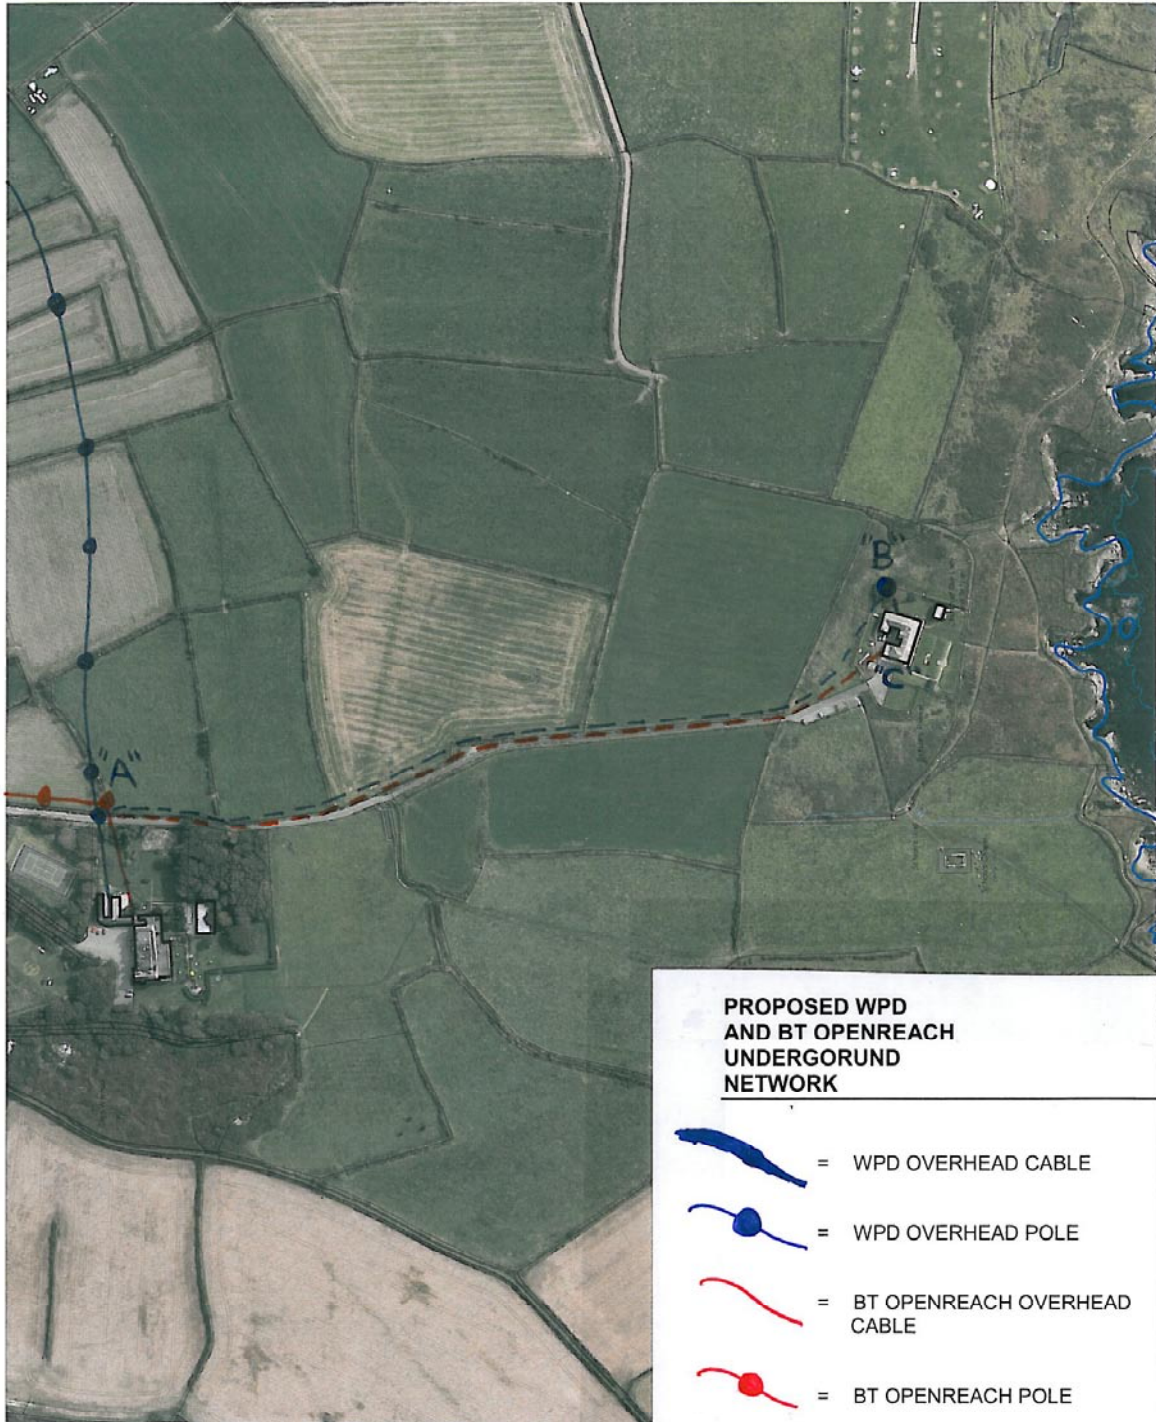 "B"
"C"
"A"
PROPOSED WPD
AND BT OPENREACH
UNDERGORUND
NETWORK
= WPD OVERHEAD CABLE
= WPD OVERHEAD POLE
= BT OPENREACH OVERHEAD
CABLE
= BT OPENREACH POLE